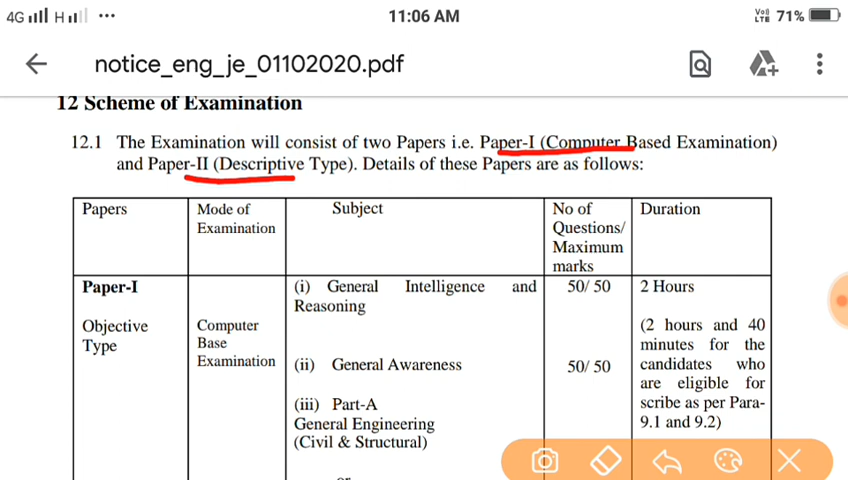 4G H ... 11:06 AM Vo)) LTE 71%
notice_eng_je_01102020.pdf
12 Scheme of Examination
12.1 The Examination will consist of two Papers i.e. Paper-I (Computer Based Examination)
and Paper-II (Descriptive Type). Details of these Papers are as follows:
Papers Mode of Examination Subject No of Questions/ Maximum marks Duration
Paper-I
Objective
Type
Computer
Base
Examination
(i) General Intelligence and
Reasoning
50/ 50
(ii) General Awareness
50/ 50
(iii) Part-A
General Engineering
(Civil & Structural)
2 Hours
(2 hours and 40
minutes for the
candidates who
are eligible for
scribe as per Para-
9.1 and 9.2)